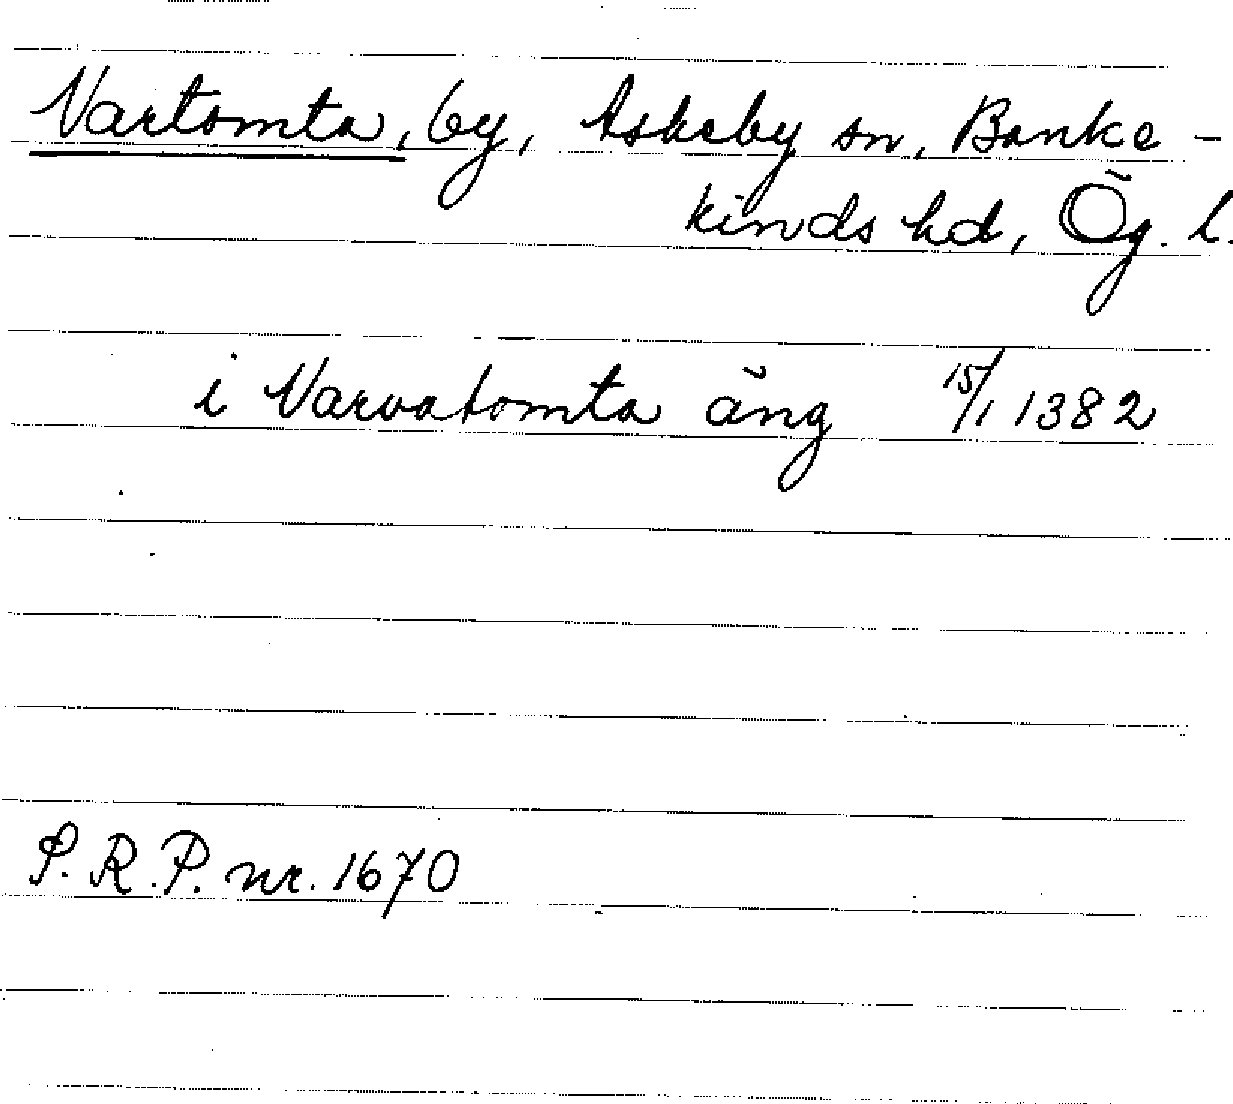 Vartomta, by, Askeby sn, Banke-
kinds hd, Ög. l.
i Varvatomta äng 15/1 1382
S.R.P. nr. 1670